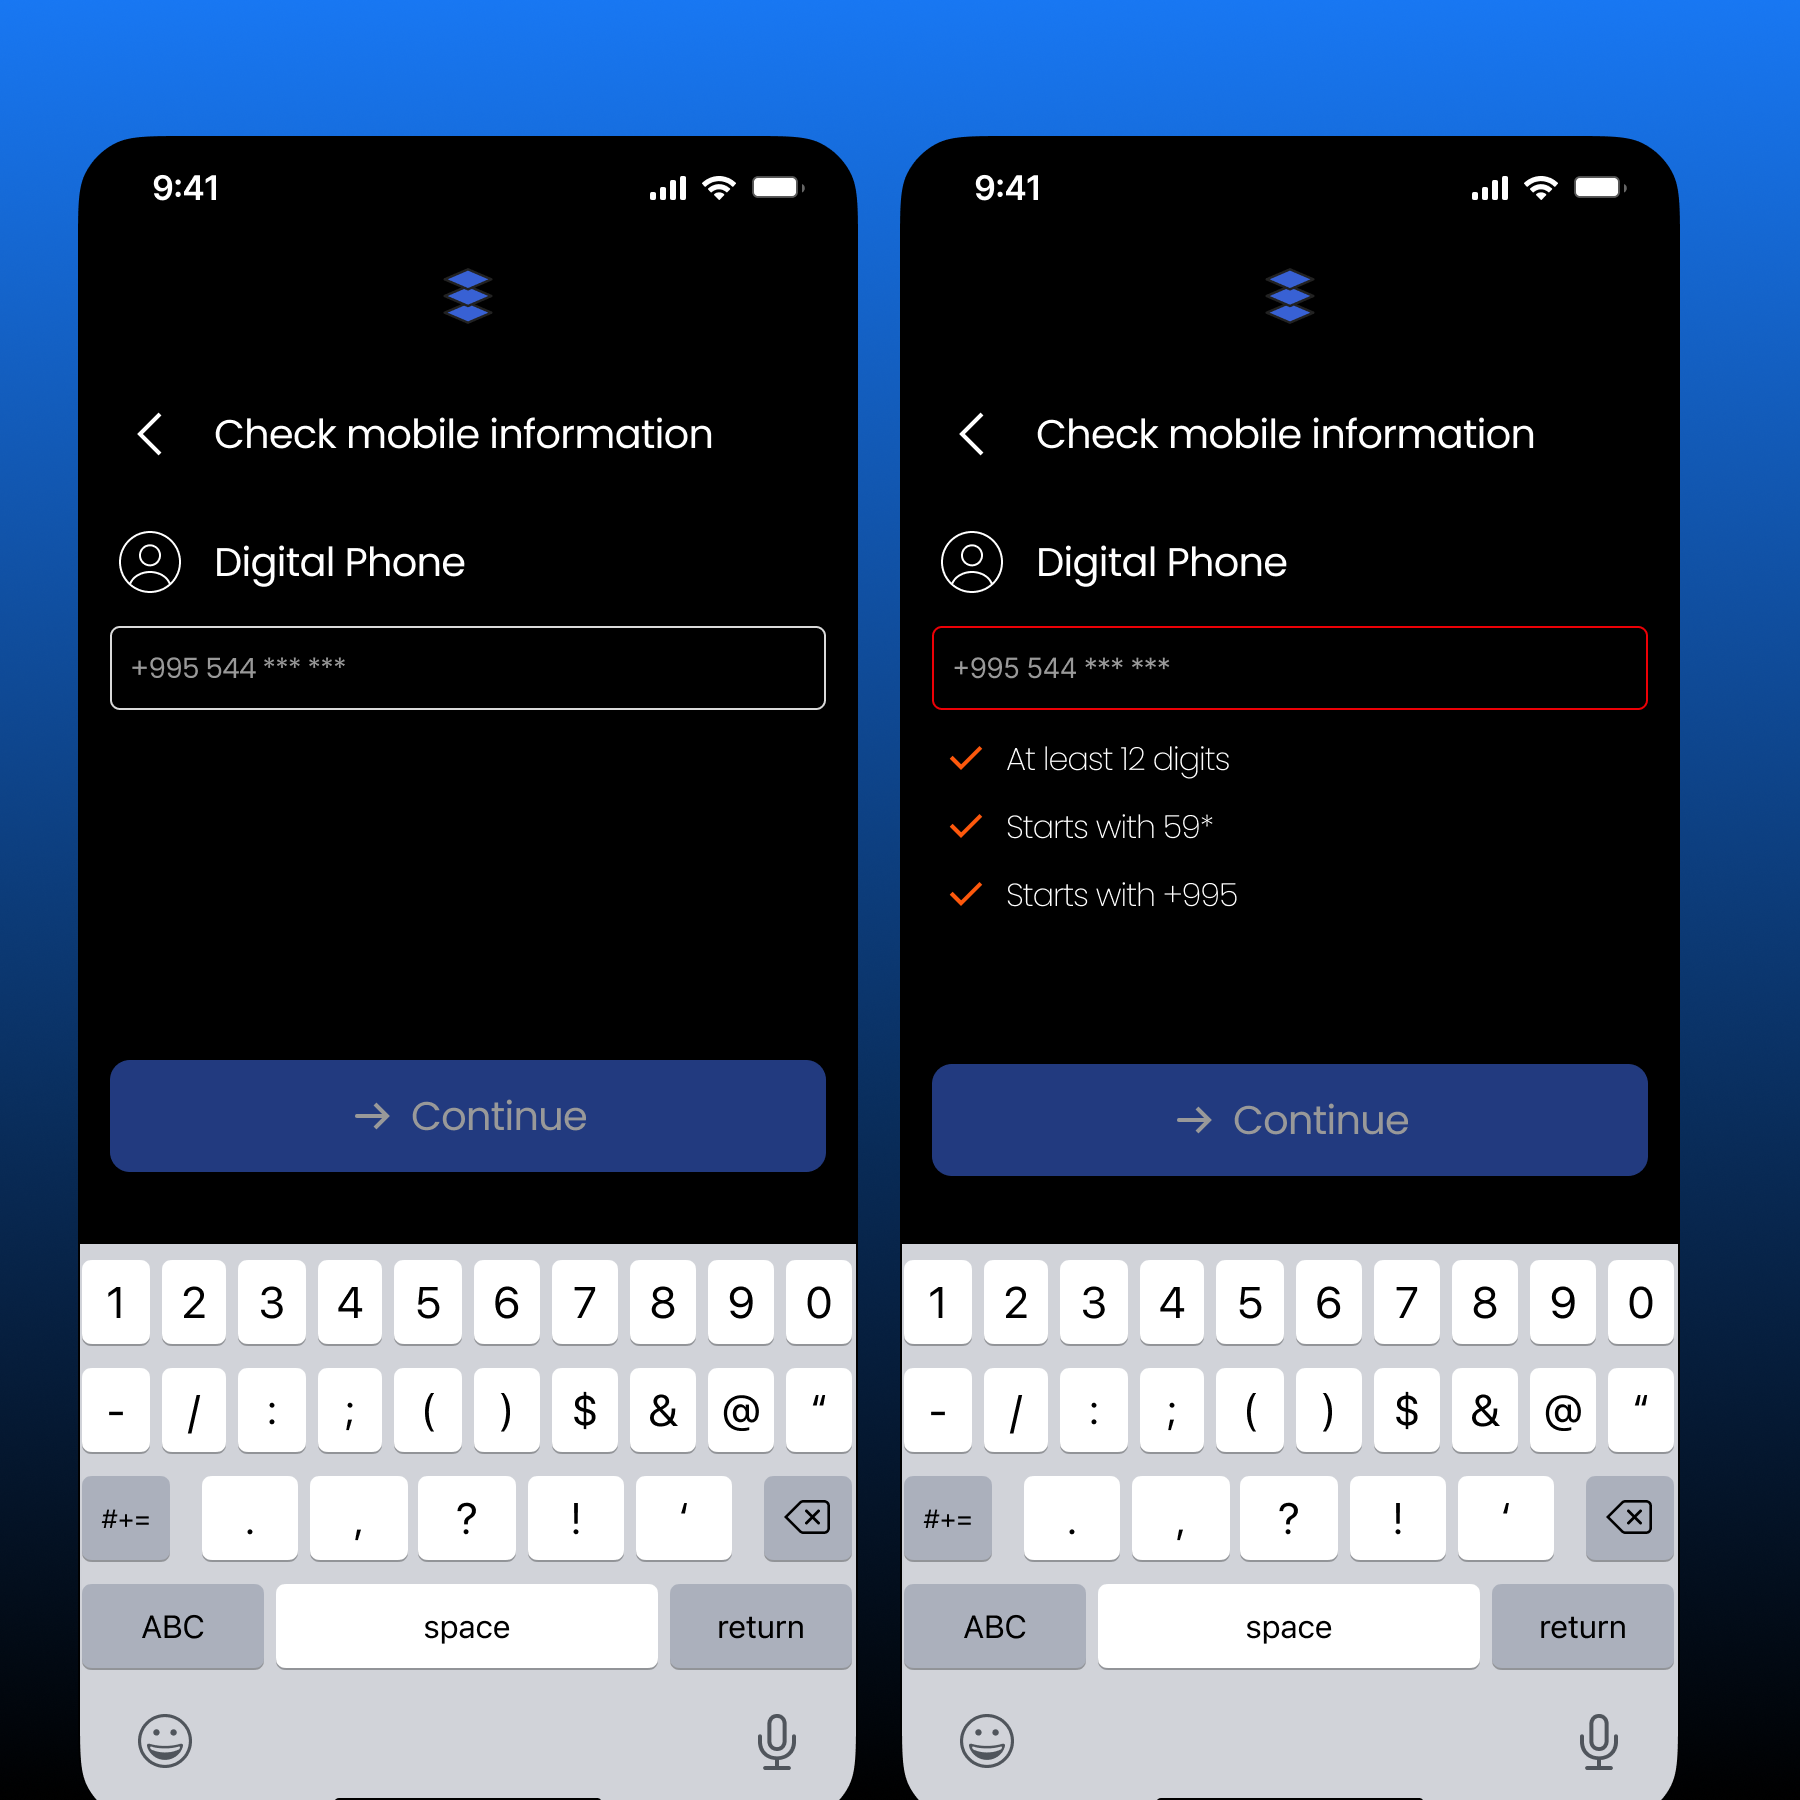 9:41
Check mobile information
Digital Phone
+995 544 *** ***
Continue
1 2 3 4 5 6 7 8 9 0
- / : ; ( ) $ & @ “
#+= . , ? ! ‘
ABC space return
9:41
Check mobile information
Digital Phone
+995 544 *** ***
At least 12 digits
Starts with 59*
Starts with +995
Continue
1 2 3 4 5 6 7 8 9 0
- / : ; ( ) $ & @ “
#+= . , ? ! ‘
ABC space return